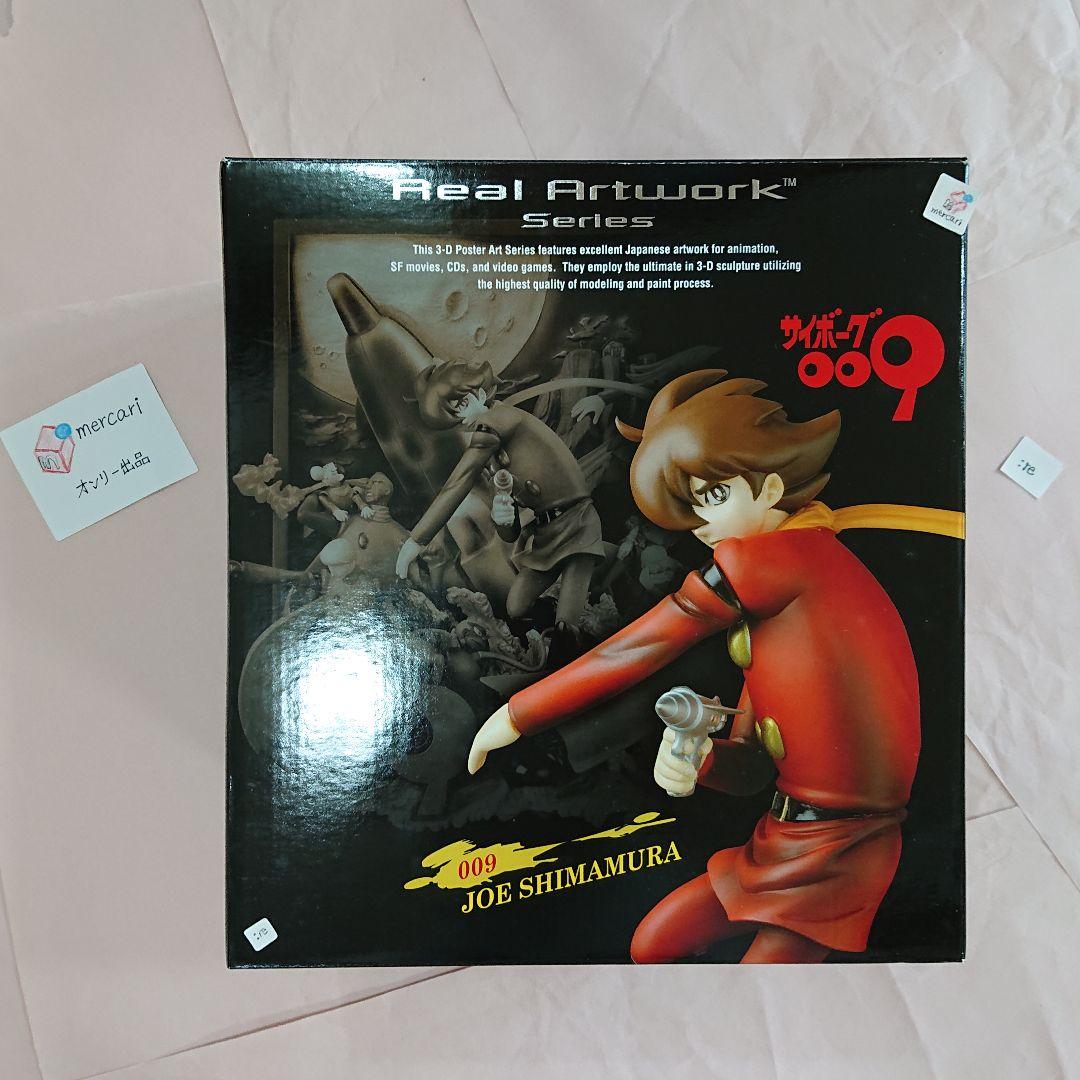 Real Artwork™
Series
This 3-D Poster Art Series features excellent Japanese artwork for animation,
SF movies, CDs, and video games. They employ the ultimate in 3-D sculpture utilizing
the highest quality of modeling and paint process.
mercari
サイボーグ
009
mercari
オンリー出品
:re
009
JOE SHIMAMURA
:re